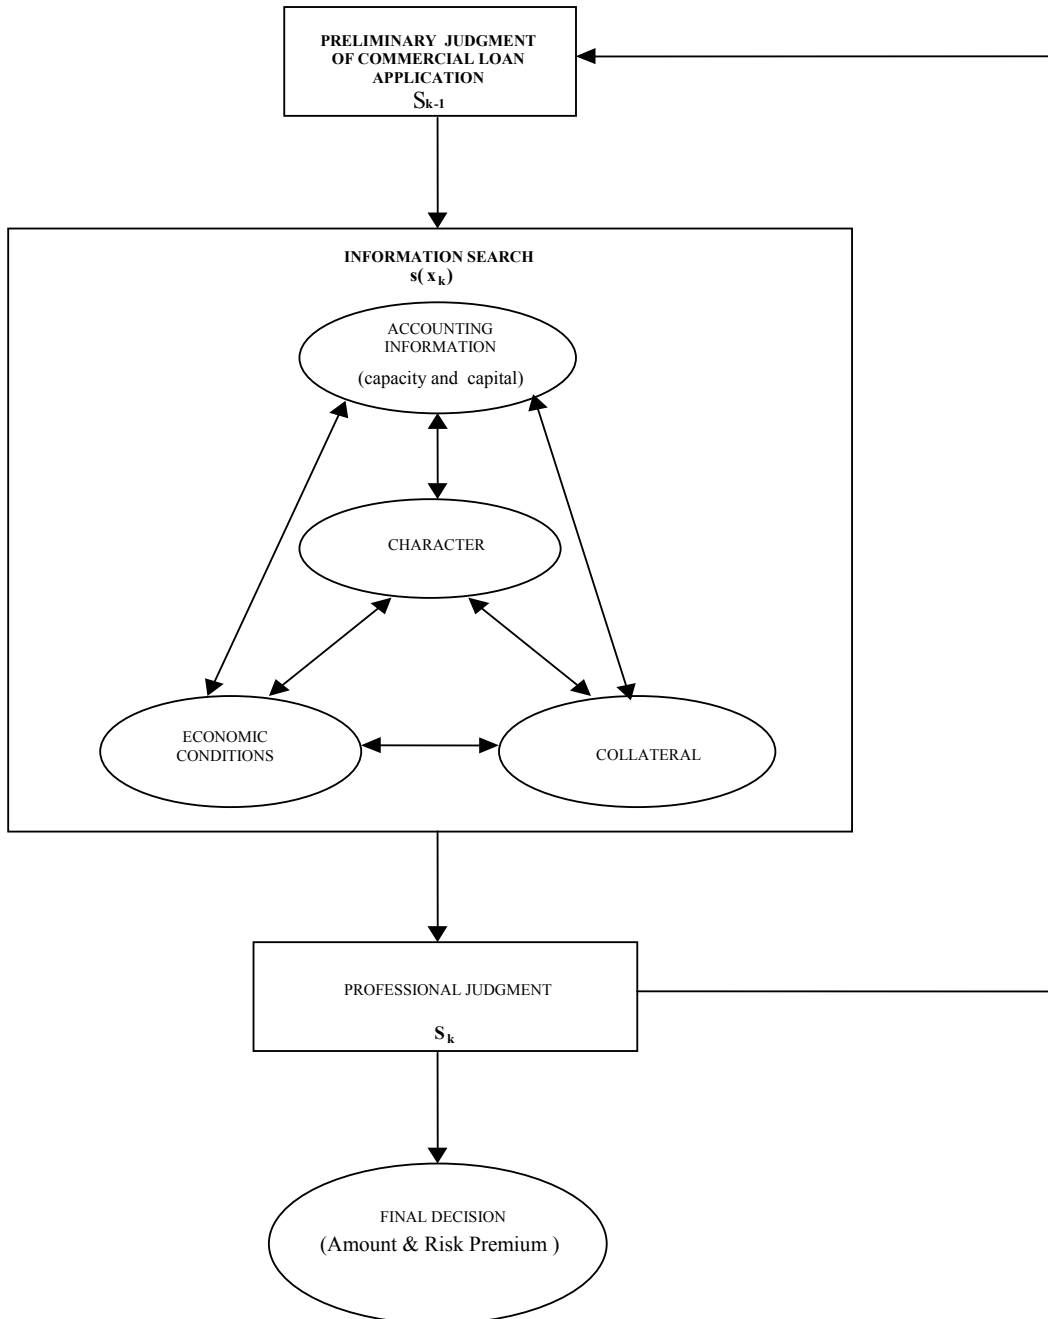 PRELIMINARY JUDGMENT
OF COMMERCIAL LOAN
APPLICATION
Sk-1
INFORMATION SEARCH
s( xk)
ACCOUNTING
INFORMATION
(capacity and capital)
CHARACTER
ECONOMIC
CONDITIONS
COLLATERAL
PROFESSIONAL JUDGMENT
Sk
FINAL DECISION
(Amount & Risk Premium )